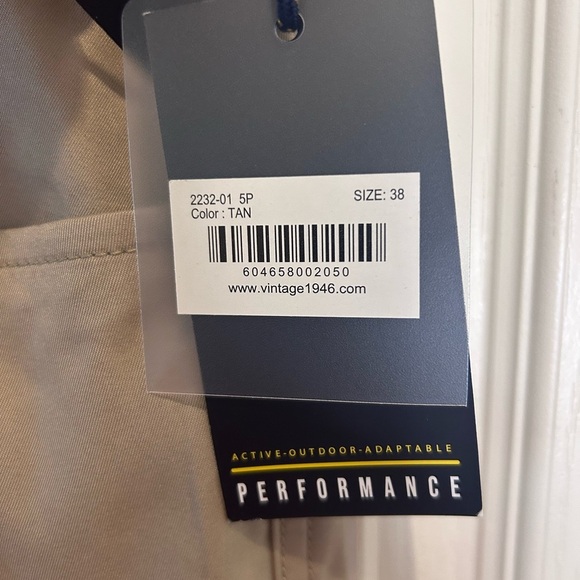 2232-01 5P SIZE: 38
Color : TAN
604658002050
www.vintage1946.com
ACTIVE-OUTDOOR-ADAPTABLE
PERFORMANCE